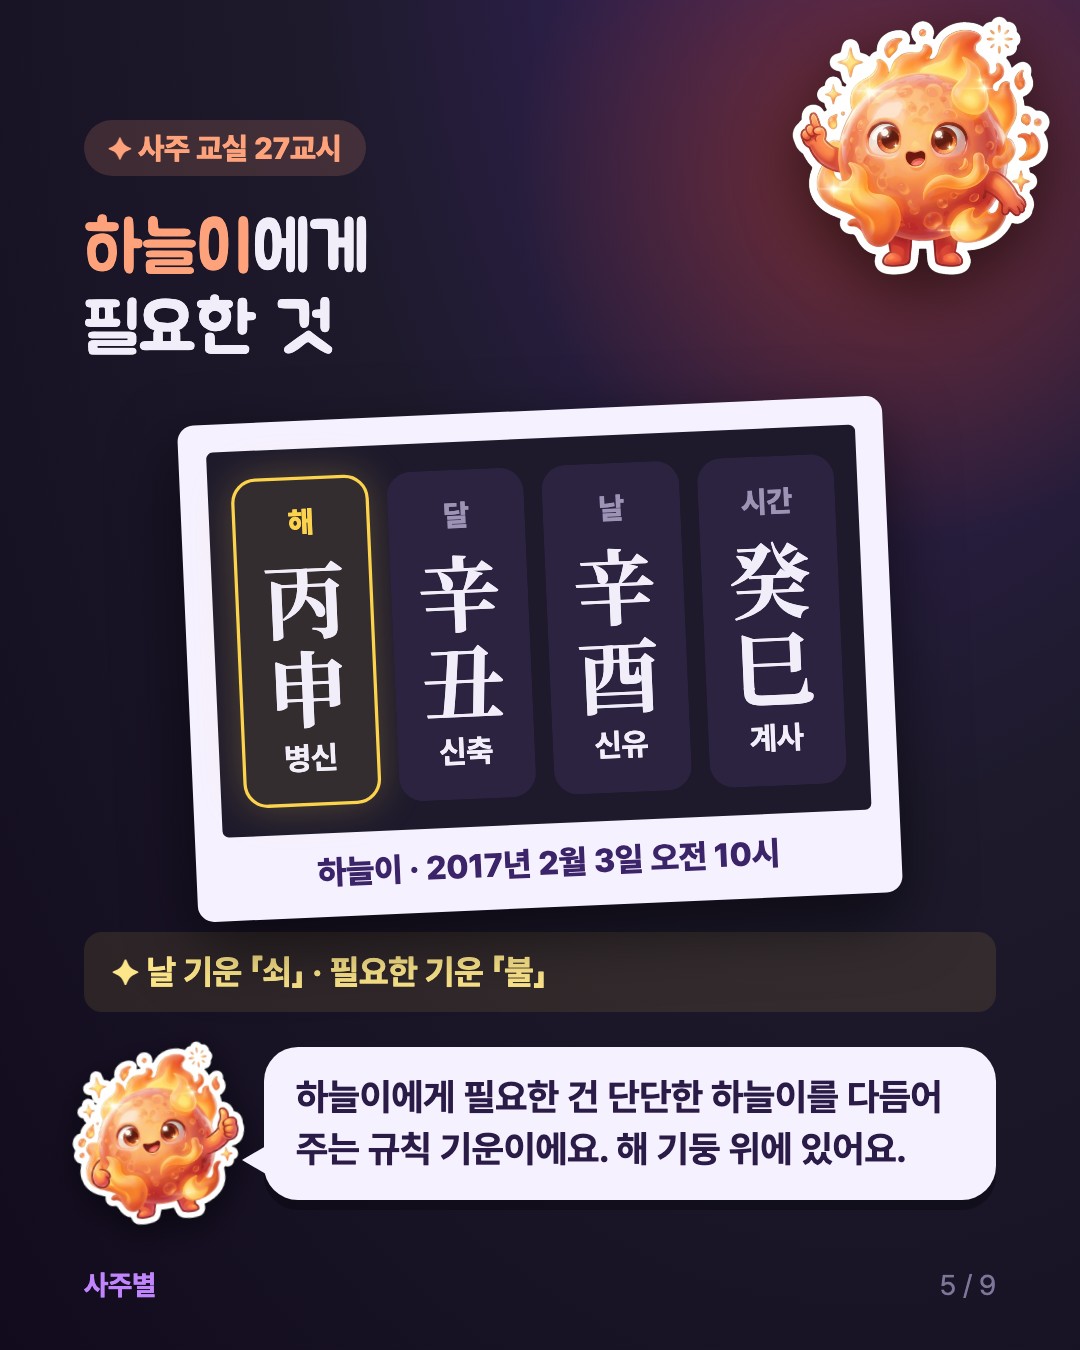 ✦ 사주 교실 27교시
하늘이에게
필요한 것
해
丙
申
병신
달
辛
丑
신축
날
辛
酉
신유
시간
癸
巳
계사
하늘이 · 2017년 2월 3일 오전 10시
✦ 날 기운 「쇠」 · 필요한 기운 「불」
하늘이에게 필요한 건 단단한 하늘이를 다듬어
주는 규칙 기운이에요. 해 기둥 위에 있어요.
사주별
5 / 9